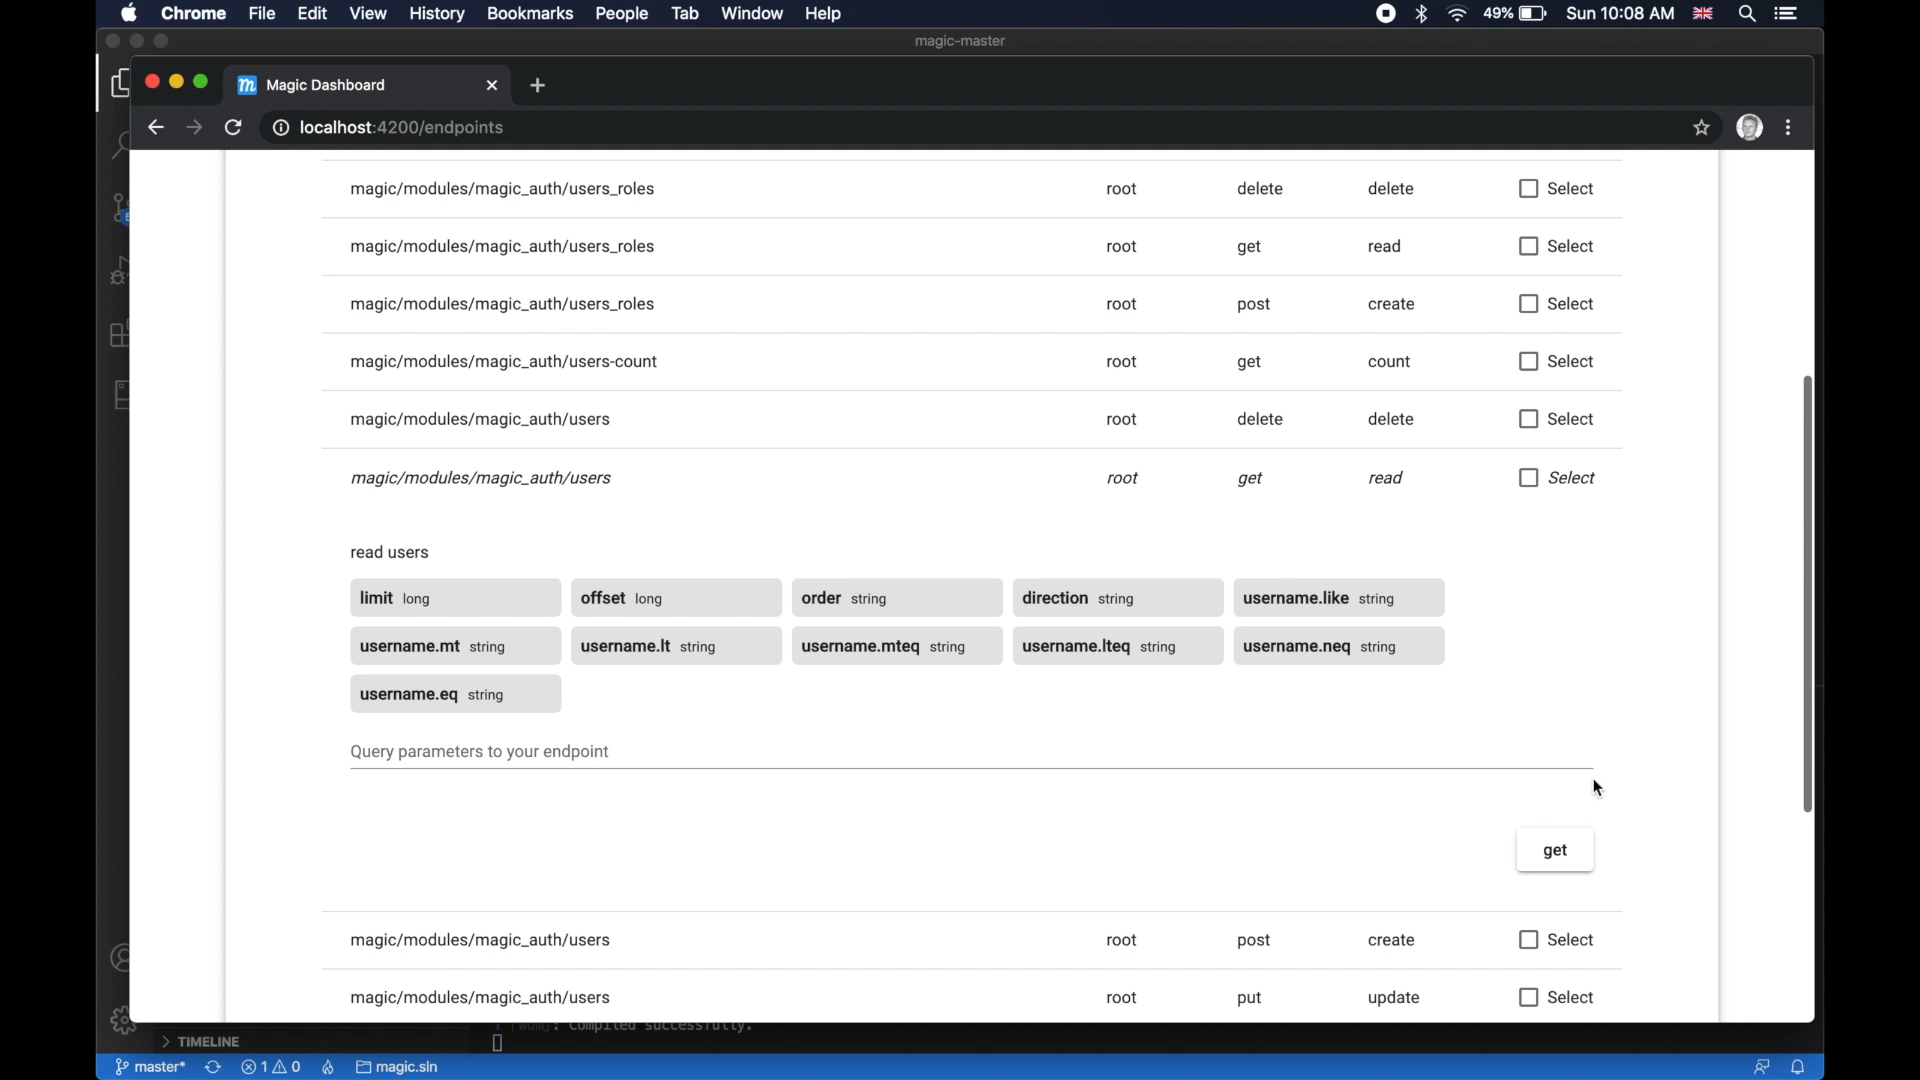 Chrome File Edit View History Bookmarks People Tab Window Help 49% Sun 10:08 AM
magic-master
Magic Dashboard
localhost:4200/endpoints
magic/modules/magic_auth/users_roles root delete delete Select
magic/modules/magic_auth/users_roles root get read Select
magic/modules/magic_auth/users_roles root post create Select
magic/modules/magic_auth/users-count root get count Select
magic/modules/magic_auth/users root delete delete Select
magic/modules/magic_auth/users root get read Select
read users
limit long offset long order string direction string username.like string
username.mt string username.lt string username.mteq string username.lteq string username.neq string
username.eq string
Query parameters to your endpoint
get
magic/modules/magic_auth/users root post create Select
magic/modules/magic_auth/users root put update Select
Compiled successfully.
TIMELINE
master* 1 0 magic.sln